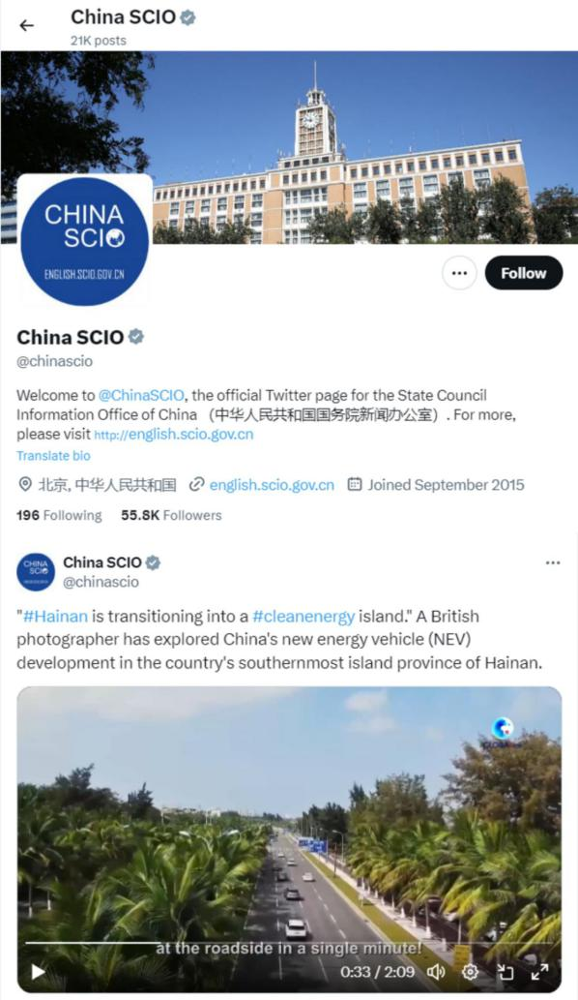 China SCIO
21K posts
CHINA
SCIO
ENGLISH.SCIO.GOV.CN
Follow
China SCIO
@chinascio
Welcome to @ChinaSCIO, the official Twitter page for the State Council
Information Office of China （中华人民共和国国务院新闻办公室）. For more,
please visit http://english.scio.gov.cn
Translate bio
北京, 中华人民共和国 english.scio.gov.cn Joined September 2015
196 Following 55.8K Followers
CHINA
SCIO
China SCIO
@chinascio
"#Hainan is transitioning into a #cleanenergy island." A British
photographer has explored China's new energy vehicle (NEV)
development in the country's southernmost island province of Hainan.
at the roadside in a single minute!
0:33 / 2:09